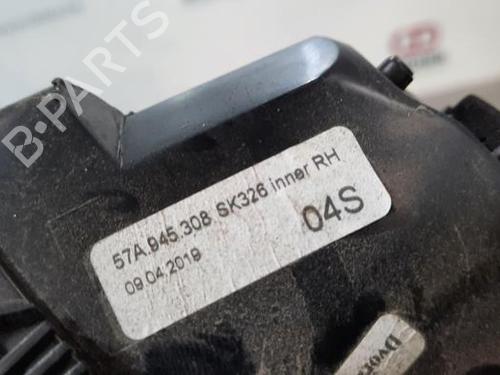 B-PARTS
57A.945.308 SK326 inner RH
09.04.2019
04S